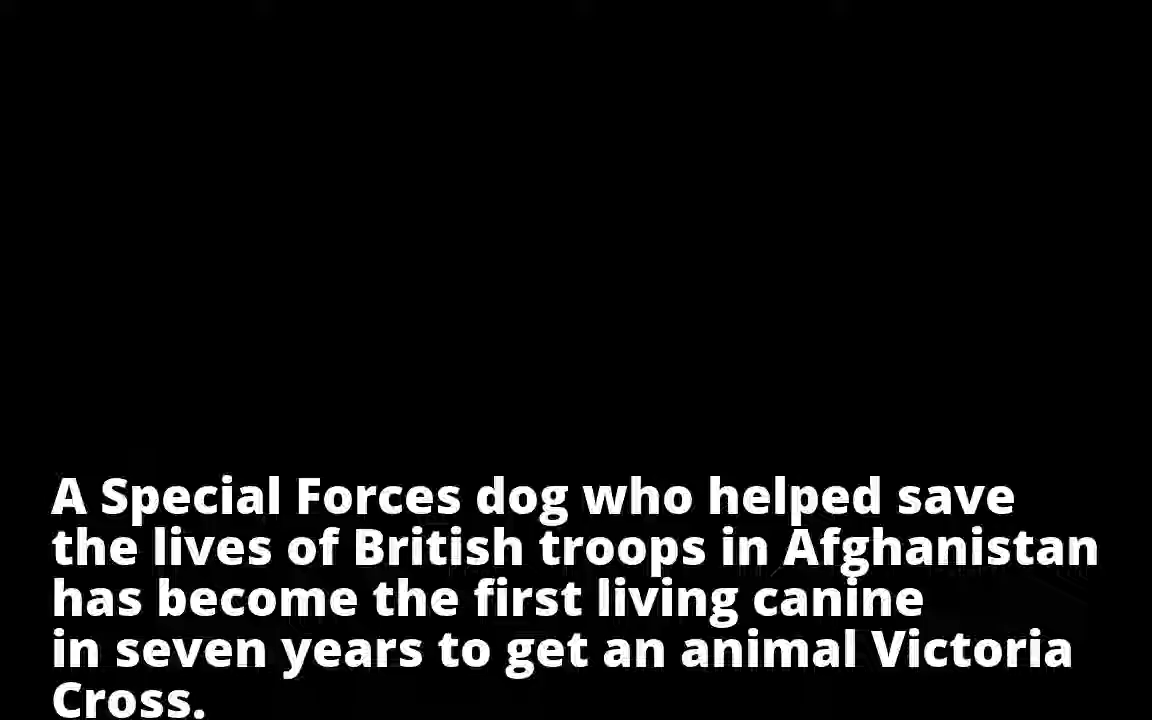 A Special Forces dog who helped save
the lives of British troops in Afghanistan
has become the first living canine
in seven years to get an animal Victoria
Cross.